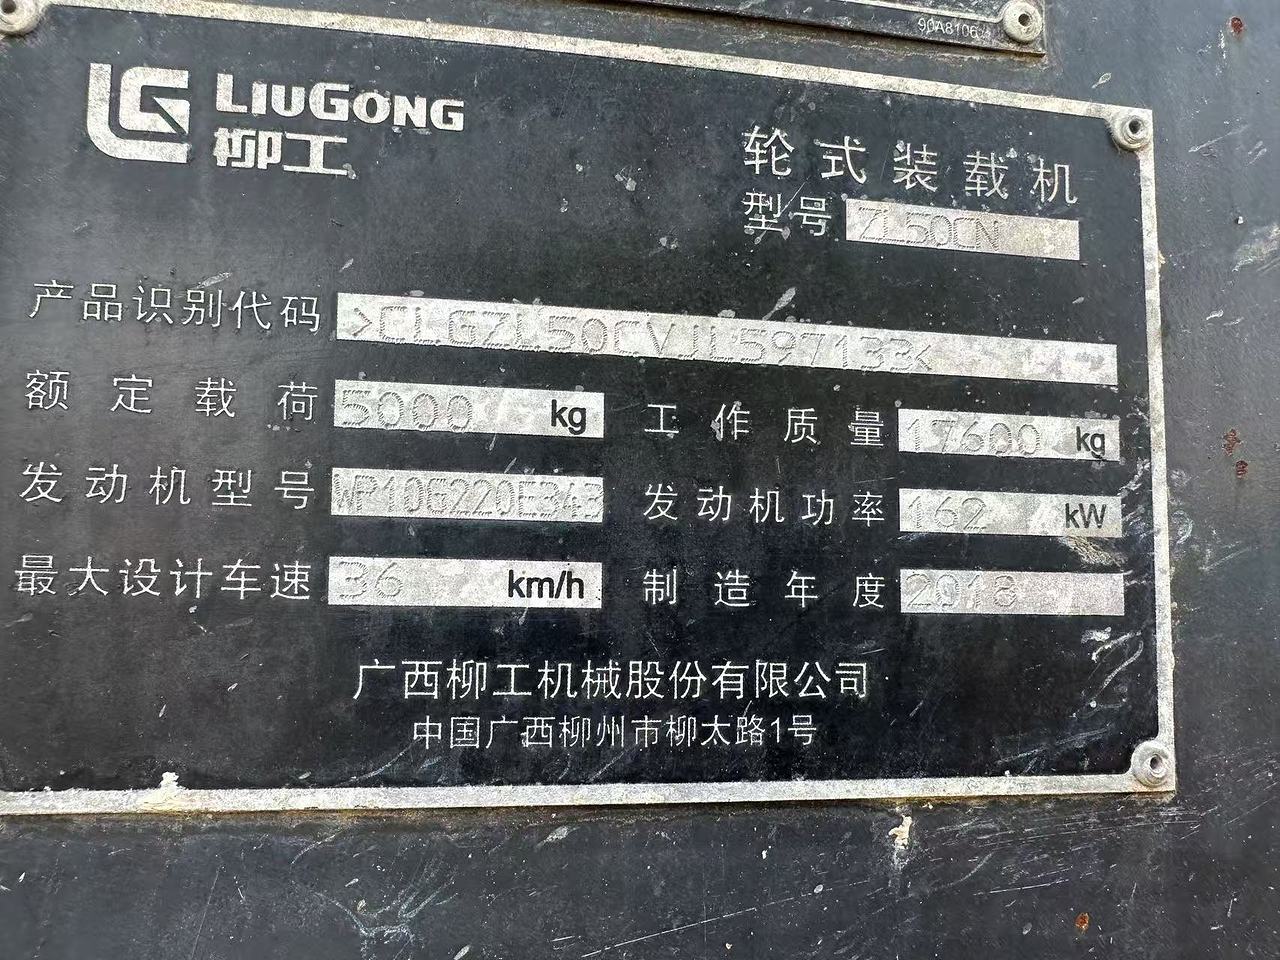 90A8106
LIUGONG
柳工
轮式装载机
型号 ZL50CN
产品识别代码 >CLGZL50CVJL597133<
额定载荷 5000 kg 工作质量 17600 kg
发动机型号 WP10G220E343 发动机功率 162 kW
最大设计车速 36 km/h 制造年度 2018
广西柳工机械股份有限公司
中国广西柳州市柳太路1号